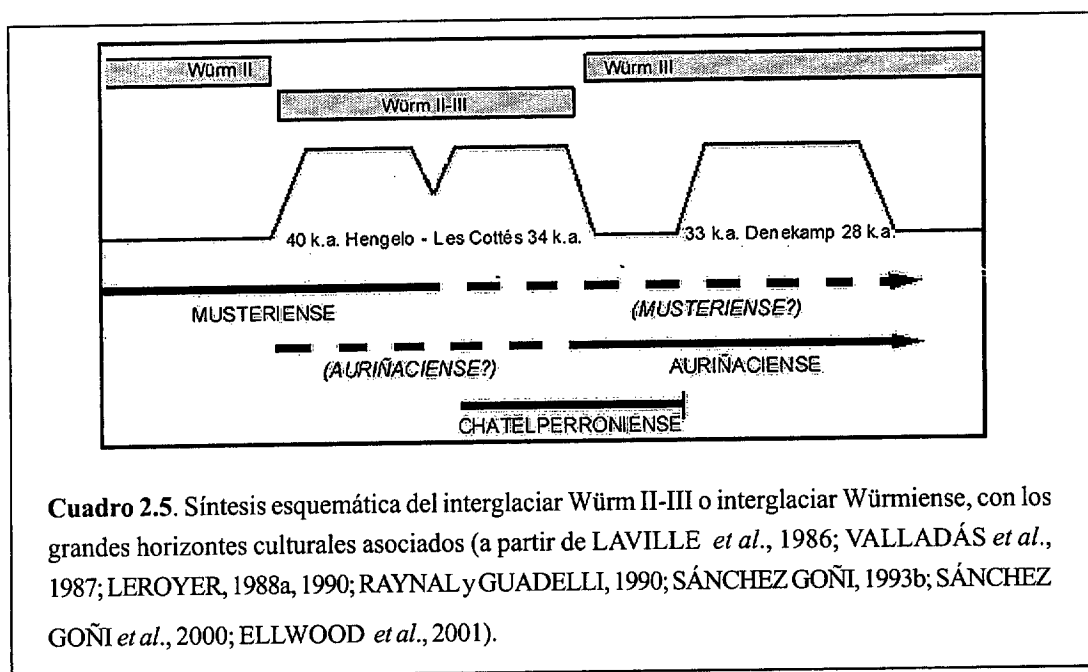 Würm II
Würm III
Würm II-III
40 k.a. Hengelo - Les Cottés 34 k.a.
33 k.a. Denekamp 28 k.a.
MUSTERIENSE
(MUSTERIENSE?)
(AURIÑACIENSE?)
AURIÑACIENSE
CHATELPERRONIENSE
Cuadro 2.5. Síntesis esquemática del interglaciar Würm II-III o interglaciar Würmiense, con los
grandes horizontes culturales asociados (a partir de LAVILLE et al., 1986; VALLADÁS et al.,
1987; LEROYER, 1988a, 1990; RAYNAL y GUADELLI, 1990; SÁNCHEZ GOÑI, 1993b; SÁNCHEZ
GOÑI et al., 2000; ELLWOOD et al., 2001).